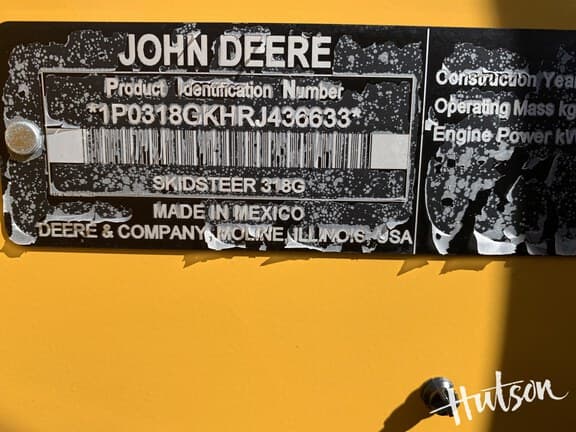 JOHN DEERE
Product Identification Number
*1P0318GKHRJ436633*
SKIDSTEER 318G
MADE IN MEXICO
DEERE & COMPANY, MOLINE, ILLINOIS, USA
Construction Yea
Operating Mass kg
Engine Power kW
Hutson